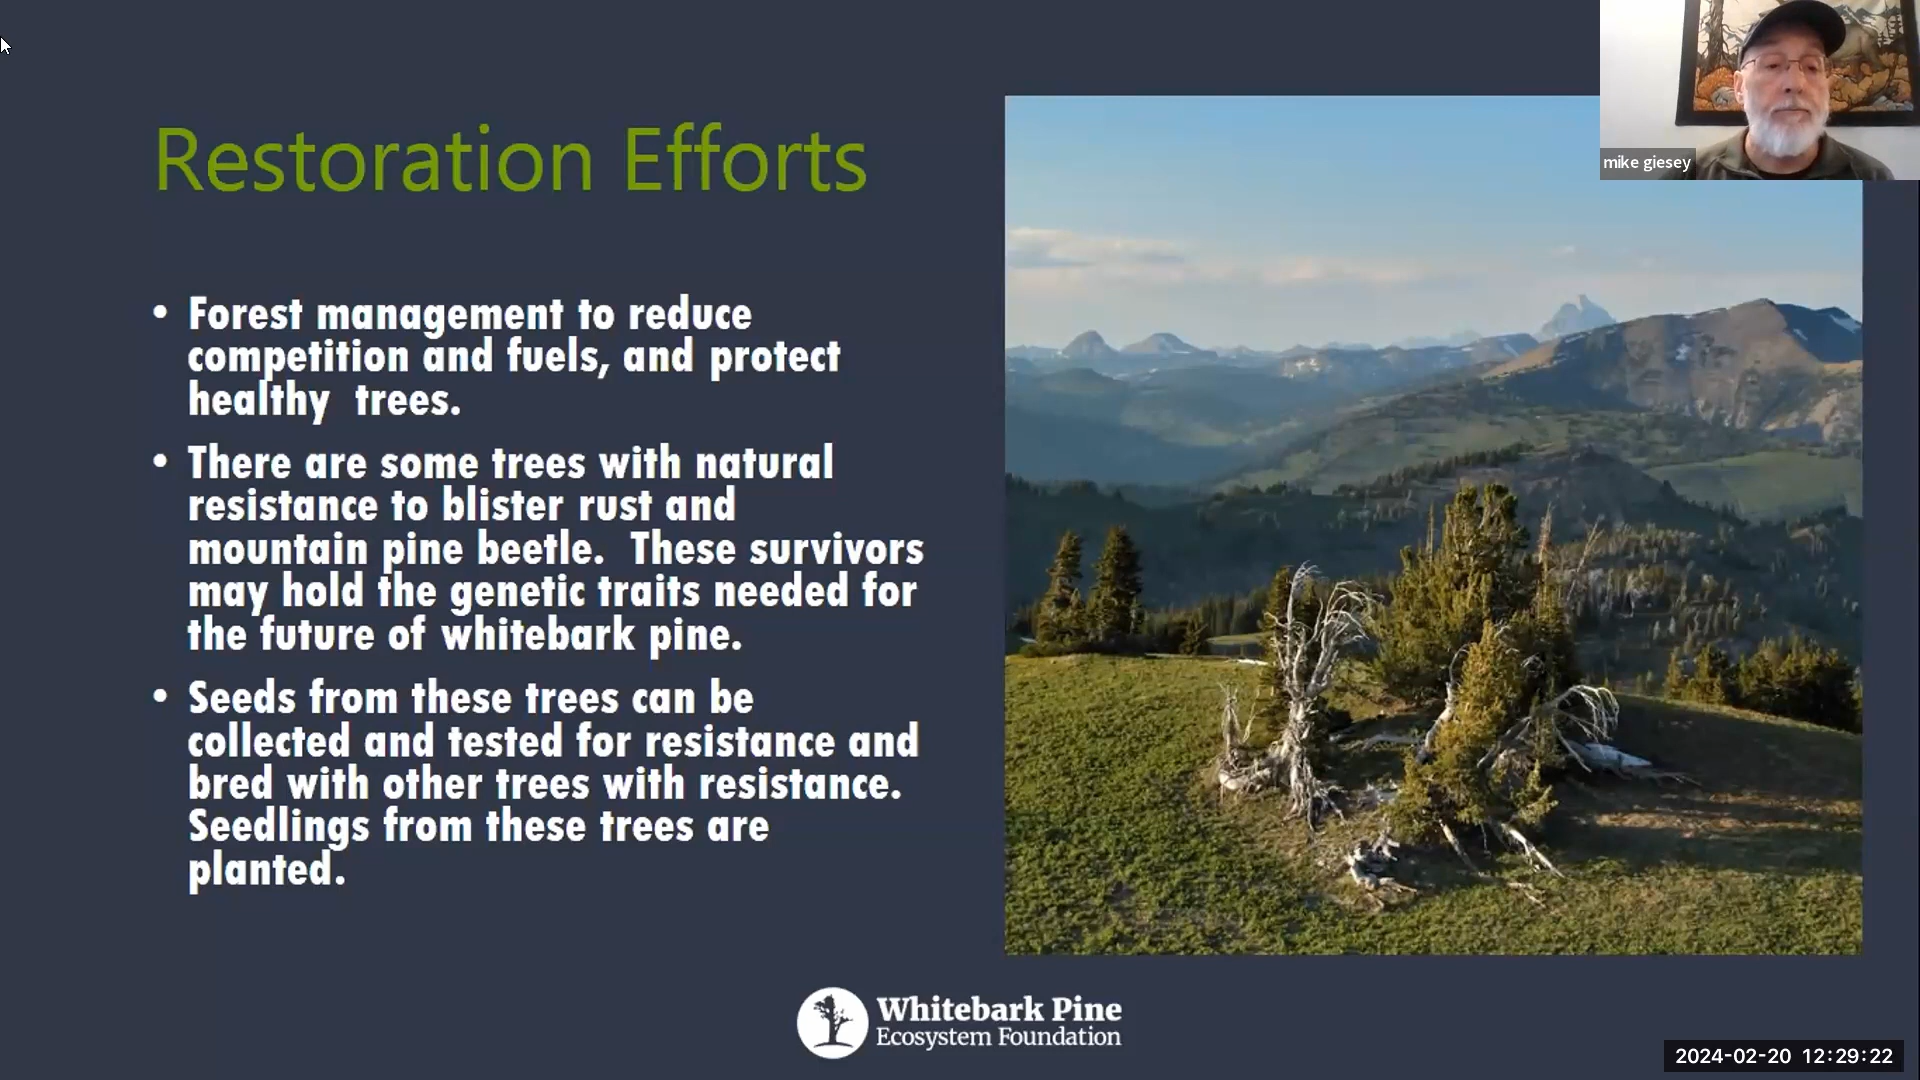 Restoration Efforts
• Forest management to reduce
competition and fuels, and protect
healthy  trees.
• There are some trees with natural
resistance to blister rust and
mountain pine beetle.  These survivors
may hold the genetic traits needed for
the future of whitebark pine.
• Seeds from these trees can be
collected and tested for resistance and
bred with other trees with resistance.
Seedlings from these trees are
planted.
mike giesey
Whitebark Pine
Ecosystem Foundation
2024-02-20 12:29:22